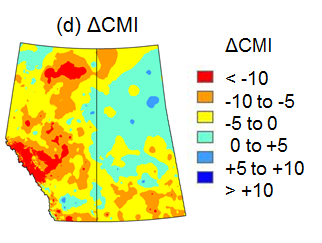 (d) ΔCMI
ΔCMI
< -10
-10 to -5
-5 to 0
0 to +5
+5 to +10
> +10